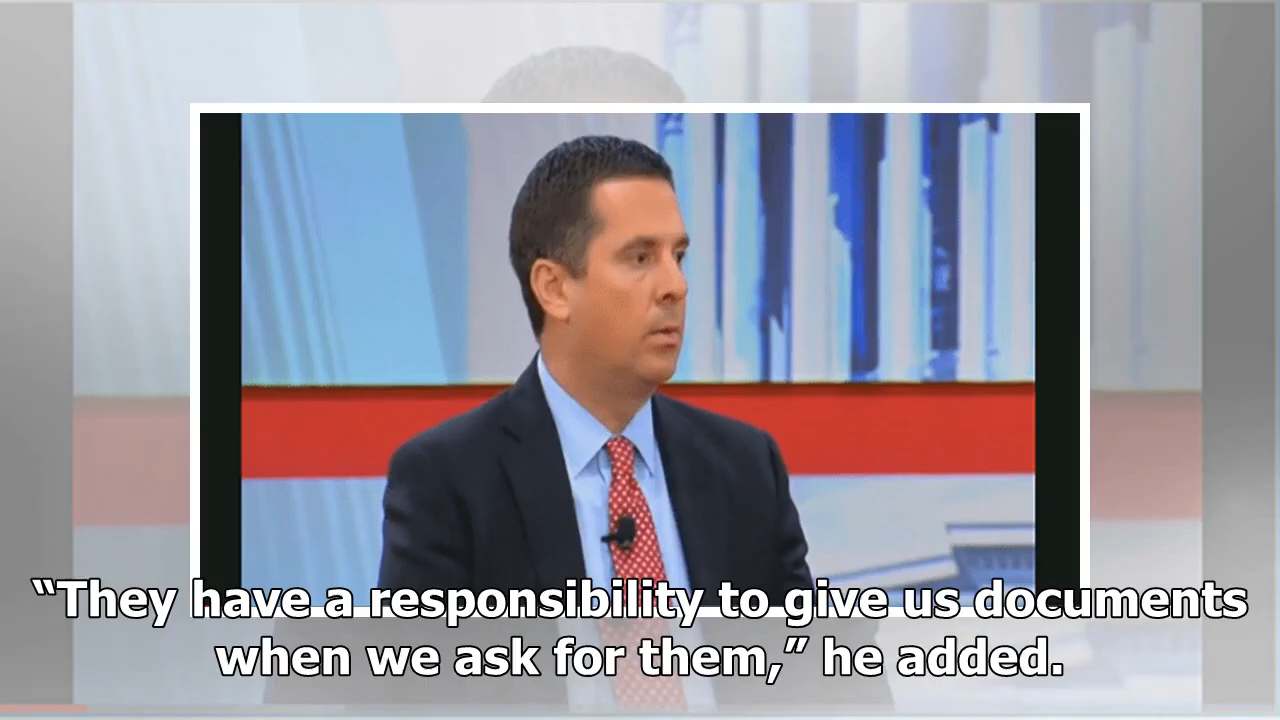 “They have a responsibility to give us documents
when we ask for them,” he added.